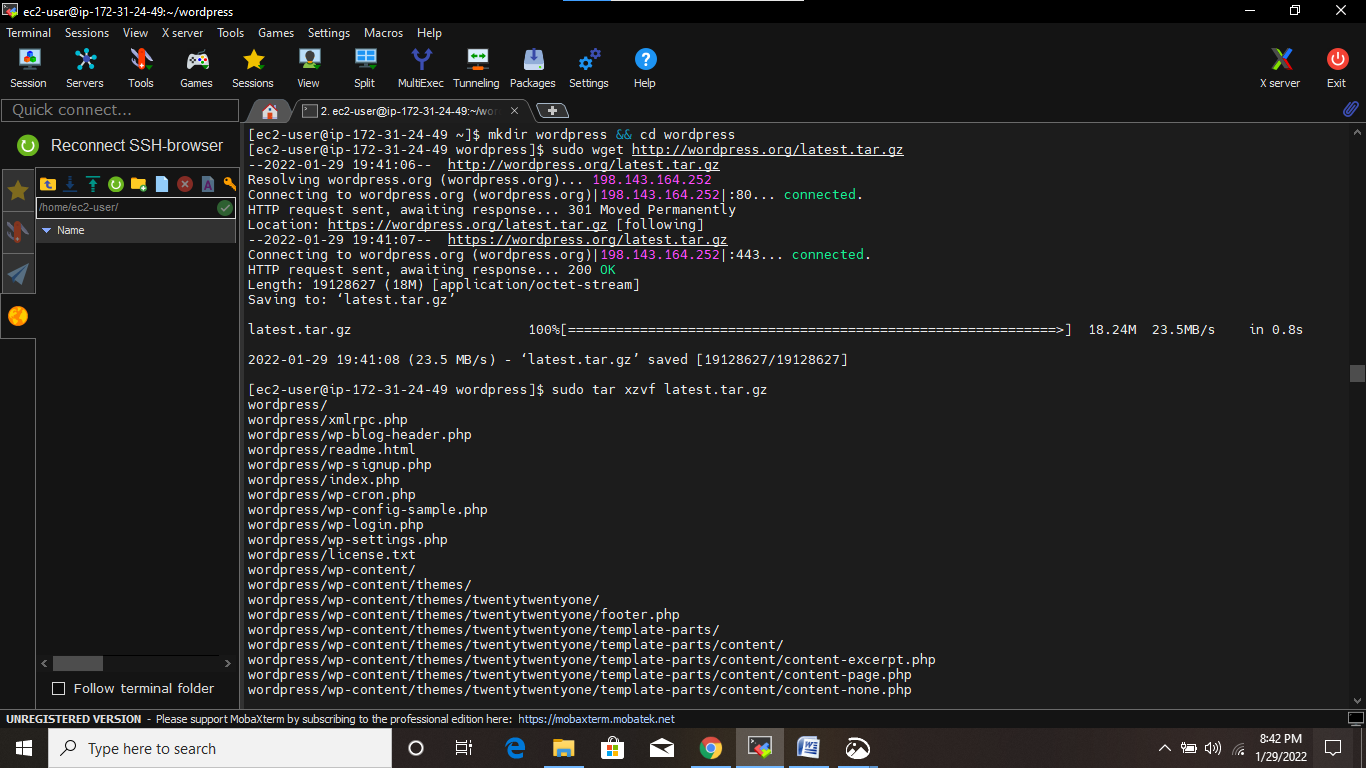 ec2-user@ip-172-31-24-49:~/wordpress
Terminal Sessions View X server Tools Games Settings Macros Help
Session Servers Tools Games Sessions View Split MultiExec Tunneling Packages Settings Help X server Exit
Quick connect...
2. ec2-user@ip-172-31-24-49:~/wor
Reconnect SSH-browser
/home/ec2-user/
Name
[ec2-user@ip-172-31-24-49 ~]$ mkdir wordpress && cd wordpress
[ec2-user@ip-172-31-24-49 wordpress]$ sudo wget http://wordpress.org/latest.tar.gz
--2022-01-29 19:41:06--  http://wordpress.org/latest.tar.gz
Resolving wordpress.org (wordpress.org)... 198.143.164.252
Connecting to wordpress.org (wordpress.org)|198.143.164.252|:80... connected.
HTTP request sent, awaiting response... 301 Moved Permanently
Location: https://wordpress.org/latest.tar.gz [following]
--2022-01-29 19:41:07--  https://wordpress.org/latest.tar.gz
Connecting to wordpress.org (wordpress.org)|198.143.164.252|:443... connected.
HTTP request sent, awaiting response... 200 OK
Length: 19128627 (18M) [application/octet-stream]
Saving to: ‘latest.tar.gz’
latest.tar.gz 100%[=============================================================>] 18.24M 23.5MB/s in 0.8s
2022-01-29 19:41:08 (23.5 MB/s) - ‘latest.tar.gz’ saved [19128627/19128627]
[ec2-user@ip-172-31-24-49 wordpress]$ sudo tar xzvf latest.tar.gz
wordpress/
wordpress/xmlrpc.php
wordpress/wp-blog-header.php
wordpress/readme.html
wordpress/wp-signup.php
wordpress/index.php
wordpress/wp-cron.php
wordpress/wp-config-sample.php
wordpress/wp-login.php
wordpress/wp-settings.php
wordpress/license.txt
wordpress/wp-content/
wordpress/wp-content/themes/
wordpress/wp-content/themes/twentytwentyone/
wordpress/wp-content/themes/twentytwentyone/footer.php
wordpress/wp-content/themes/twentytwentyone/template-parts/
wordpress/wp-content/themes/twentytwentyone/template-parts/content/
wordpress/wp-content/themes/twentytwentyone/template-parts/content/content-excerpt.php
wordpress/wp-content/themes/twentytwentyone/template-parts/content/content-page.php
wordpress/wp-content/themes/twentytwentyone/template-parts/content/content-none.php
Follow terminal folder
UNREGISTERED VERSION - Please support MobaXterm by subscribing to the professional edition here: https://mobaxterm.mobatek.net
Type here to search
8:42 PM
1/29/2022